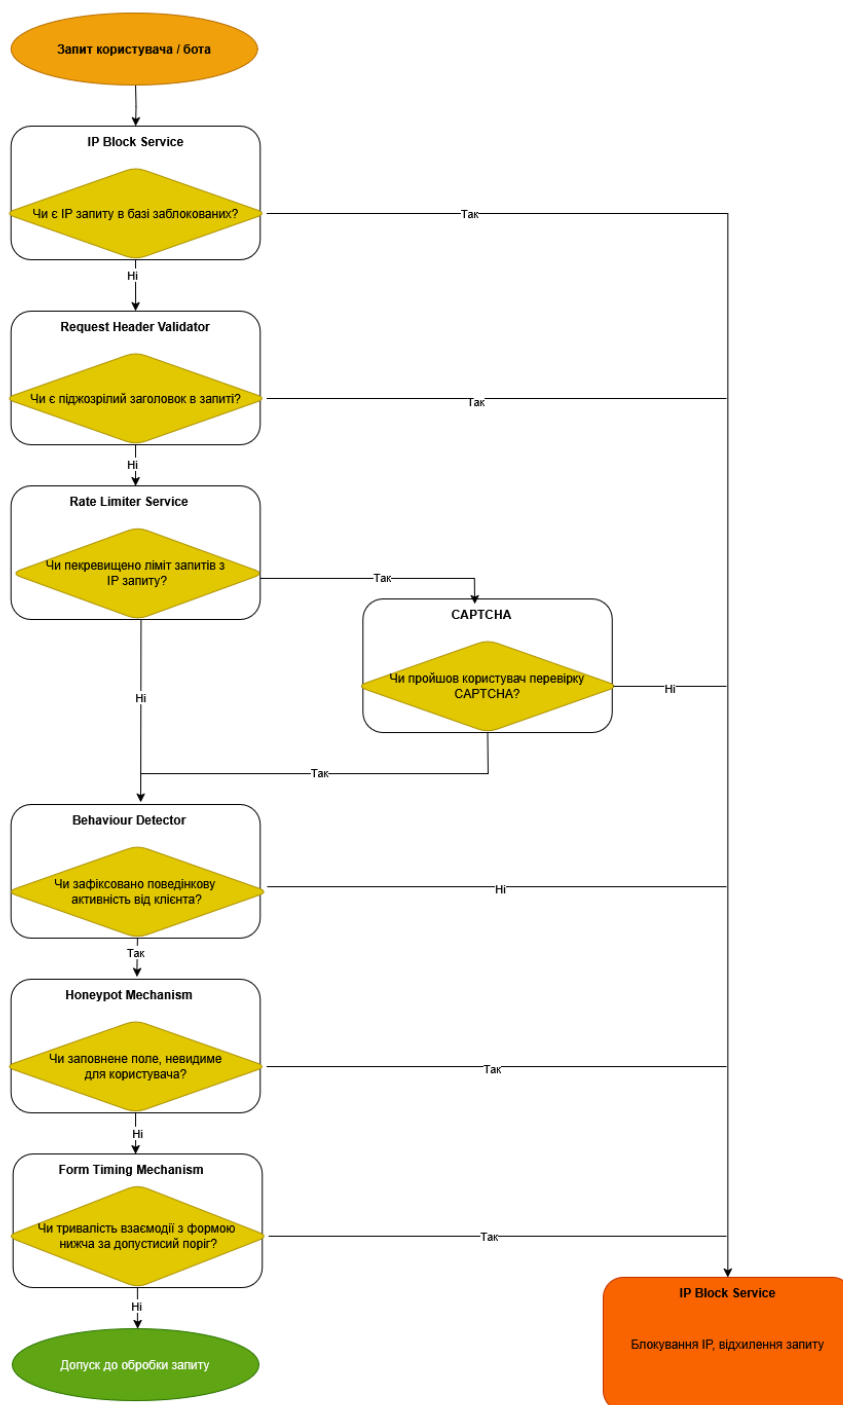 Запит користувача / бота
IP Block Service
Чи є IP запиту в базі заблокованих?
Так
Ні
Request Header Validator
Чи є піджозрілий заголовок в запиті?
Так
Ні
Rate Limiter Service
Чи пекревищено ліміт запитів з
IP запиту?
Так
CAPTCHA
Чи пройшов користувач перевірку
CAPTCHA?
Ні
Ні
Так
Behaviour Detector
Чи зафіксовано поведінкову
активність від клієнта?
Ні
Так
Honeypot Mechanism
Чи заповнене поле, невидиме
для користувача?
Так
Ні
Form Timing Mechanism
Чи тривалість взаємодії з формою
нижча за допустисий поріг?
Так
Ні
IP Block Service
Блокування IP, відхилення запиту
Допуск до обробки запиту